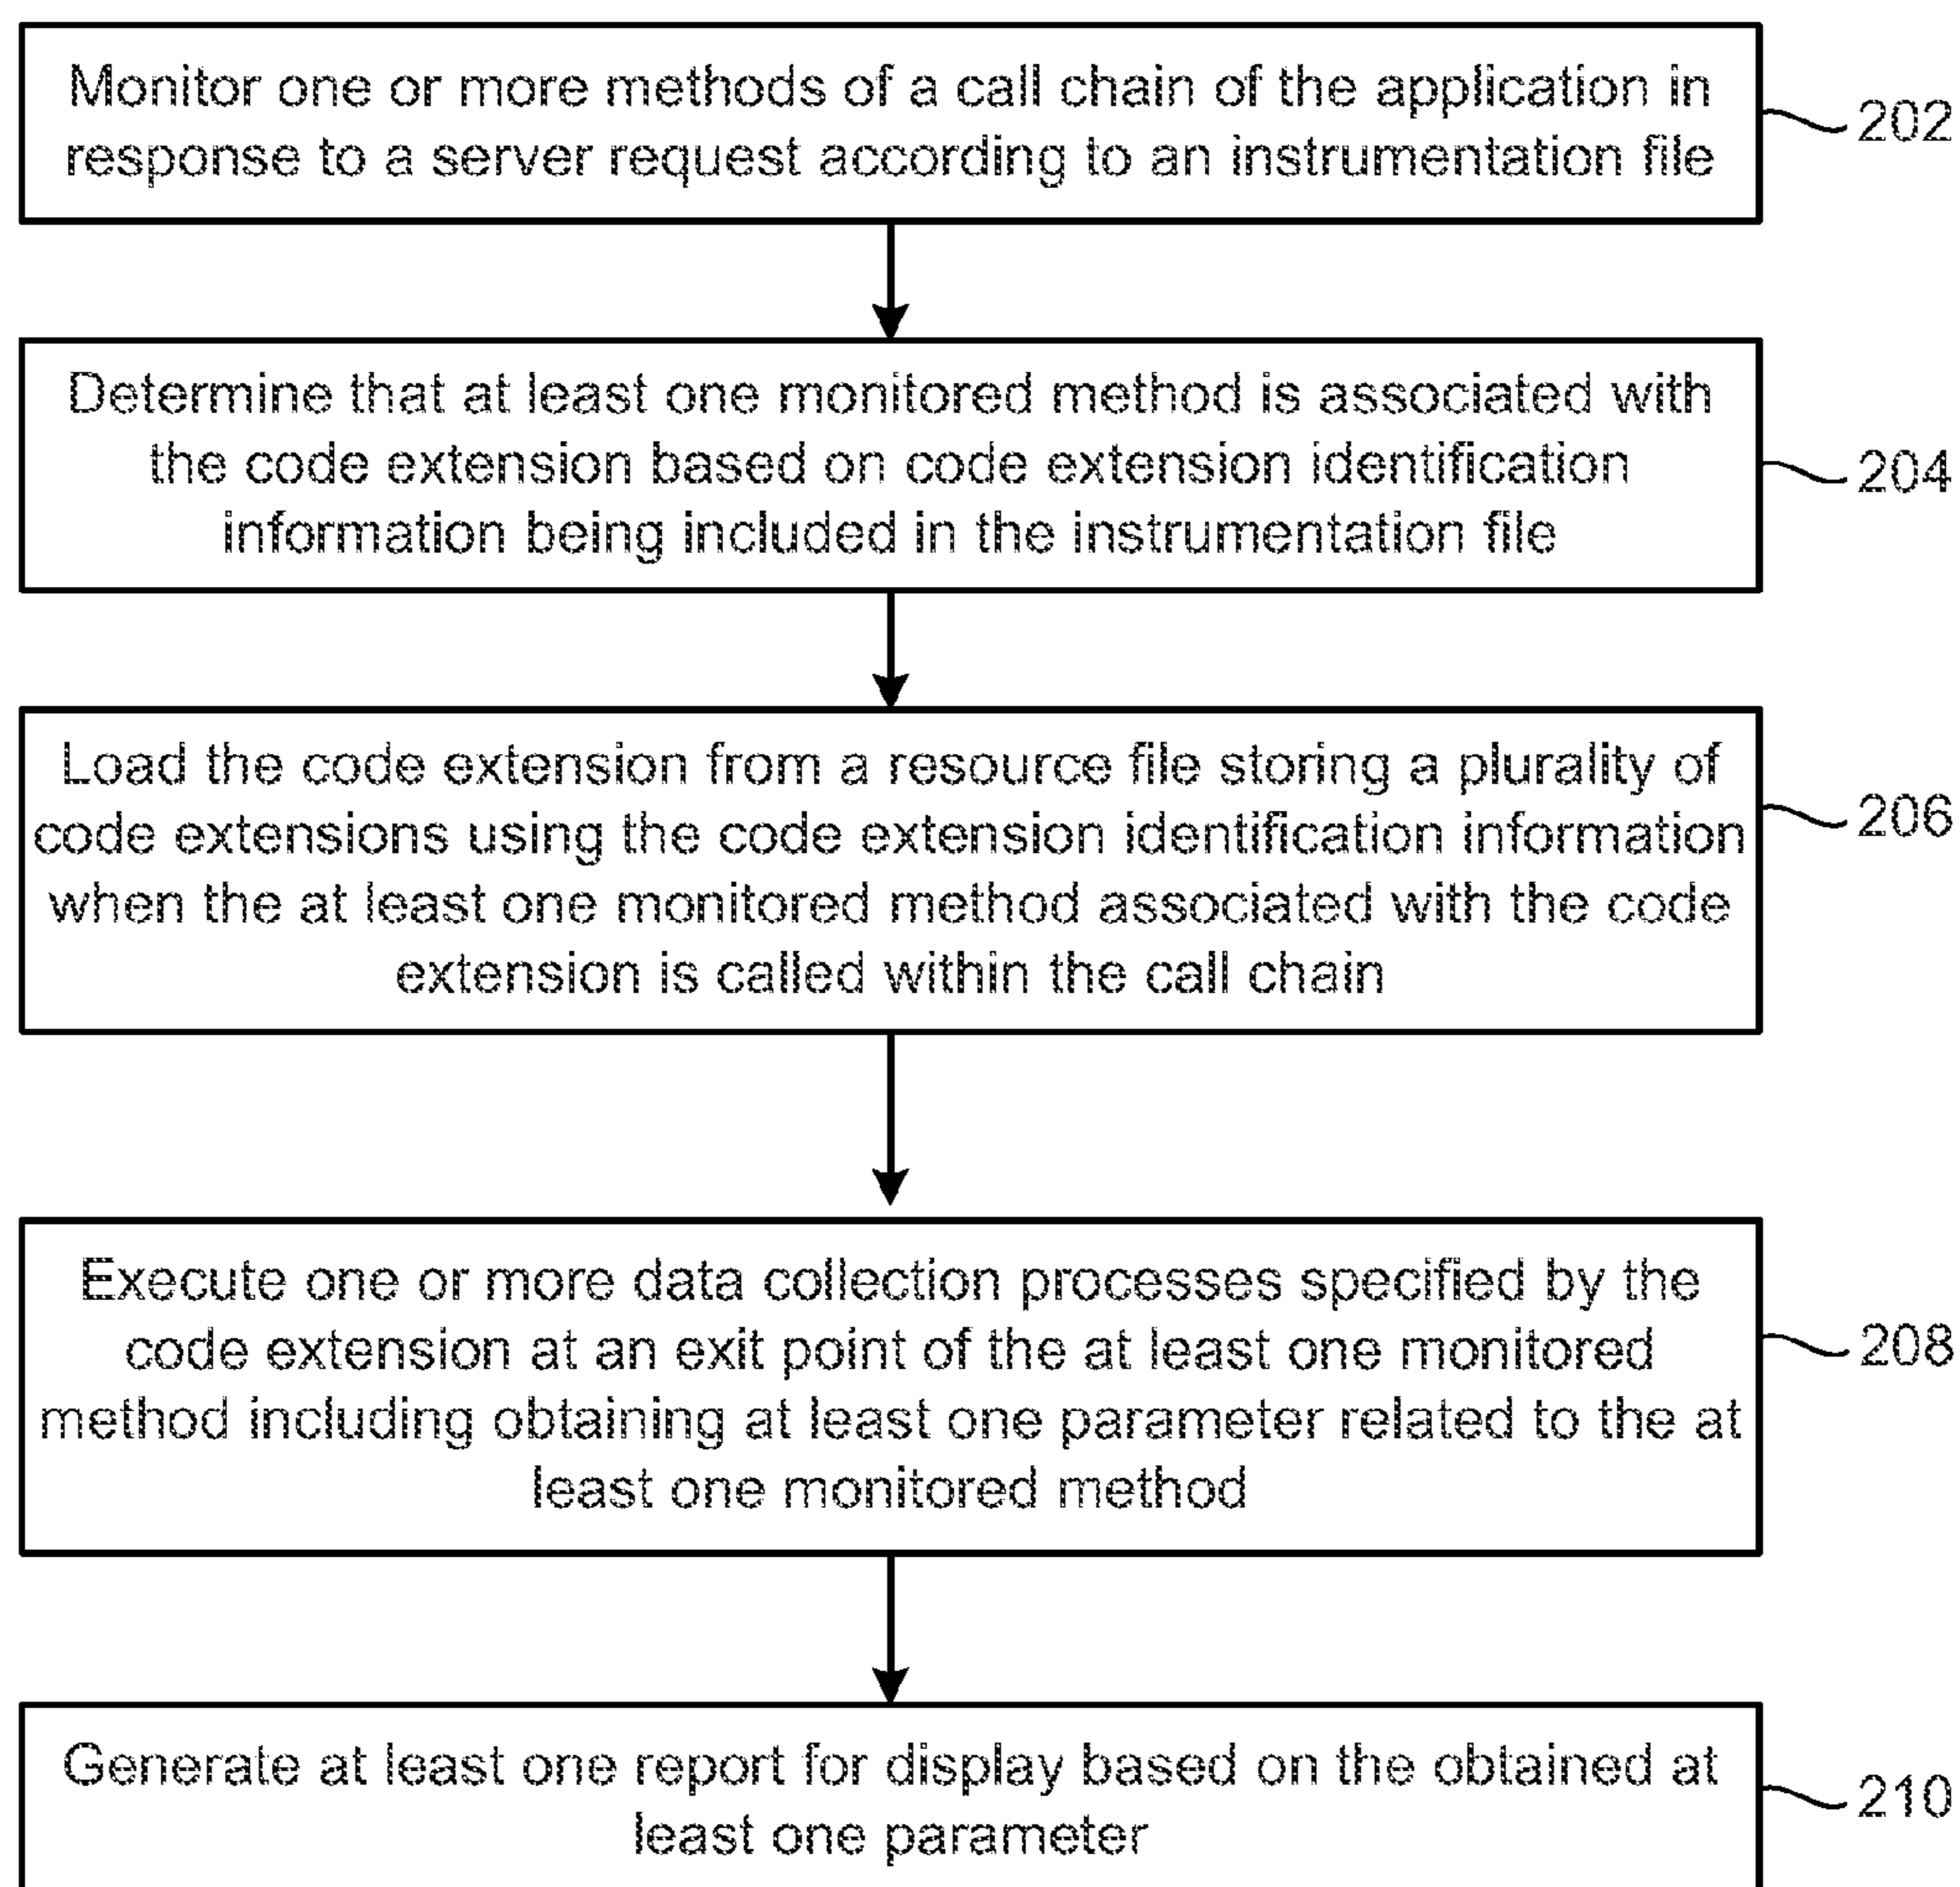 Monitor one or more methods of a call chain of the application in
response to a server request according to an instrumentation file
202
Determine that at least one monitored method is associated with
the code extension based on code extension identification
information being included in the instrumentation file
204
Load the code extension from a resource file storing a plurality of
code extensions using the code extension identification information
when the at least one monitored method associated with the code
extension is called within the call chain
206
Execute one or more data collection processes specified by the
code extension at an exit point of the at least one monitored
method including obtaining at least one parameter related to the at
least one monitored method
208
Generate at least one report for display based on the obtained at
least one parameter
210